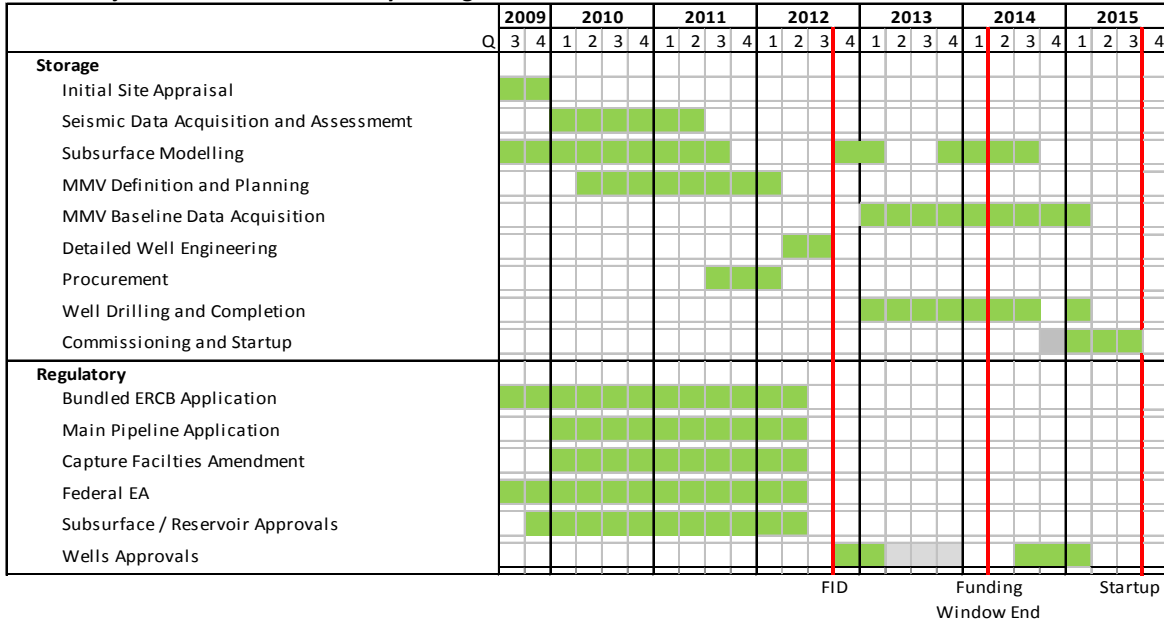 2009 2010 2011 2012 2013 2014 2015
Q 3 4 1 2 3 4 1 2 3 4 1 2 3 4 1 2 3 4 1 2 3 4 1 2 3 4
Storage
Initial Site Appraisal
Seismic Data Acquisition and Assessmemt
Subsurface Modelling
MMV Definition and Planning
MMV Baseline Data Acquisition
Detailed Well Engineering
Procurement
Well Drilling and Completion
Commissioning and Startup
Regulatory
Bundled ERCB Application
Main Pipeline Application
Capture Facilties Amendment
Federal EA
Subsurface / Reservoir Approvals
Wells Approvals
FID Funding Startup
Window End